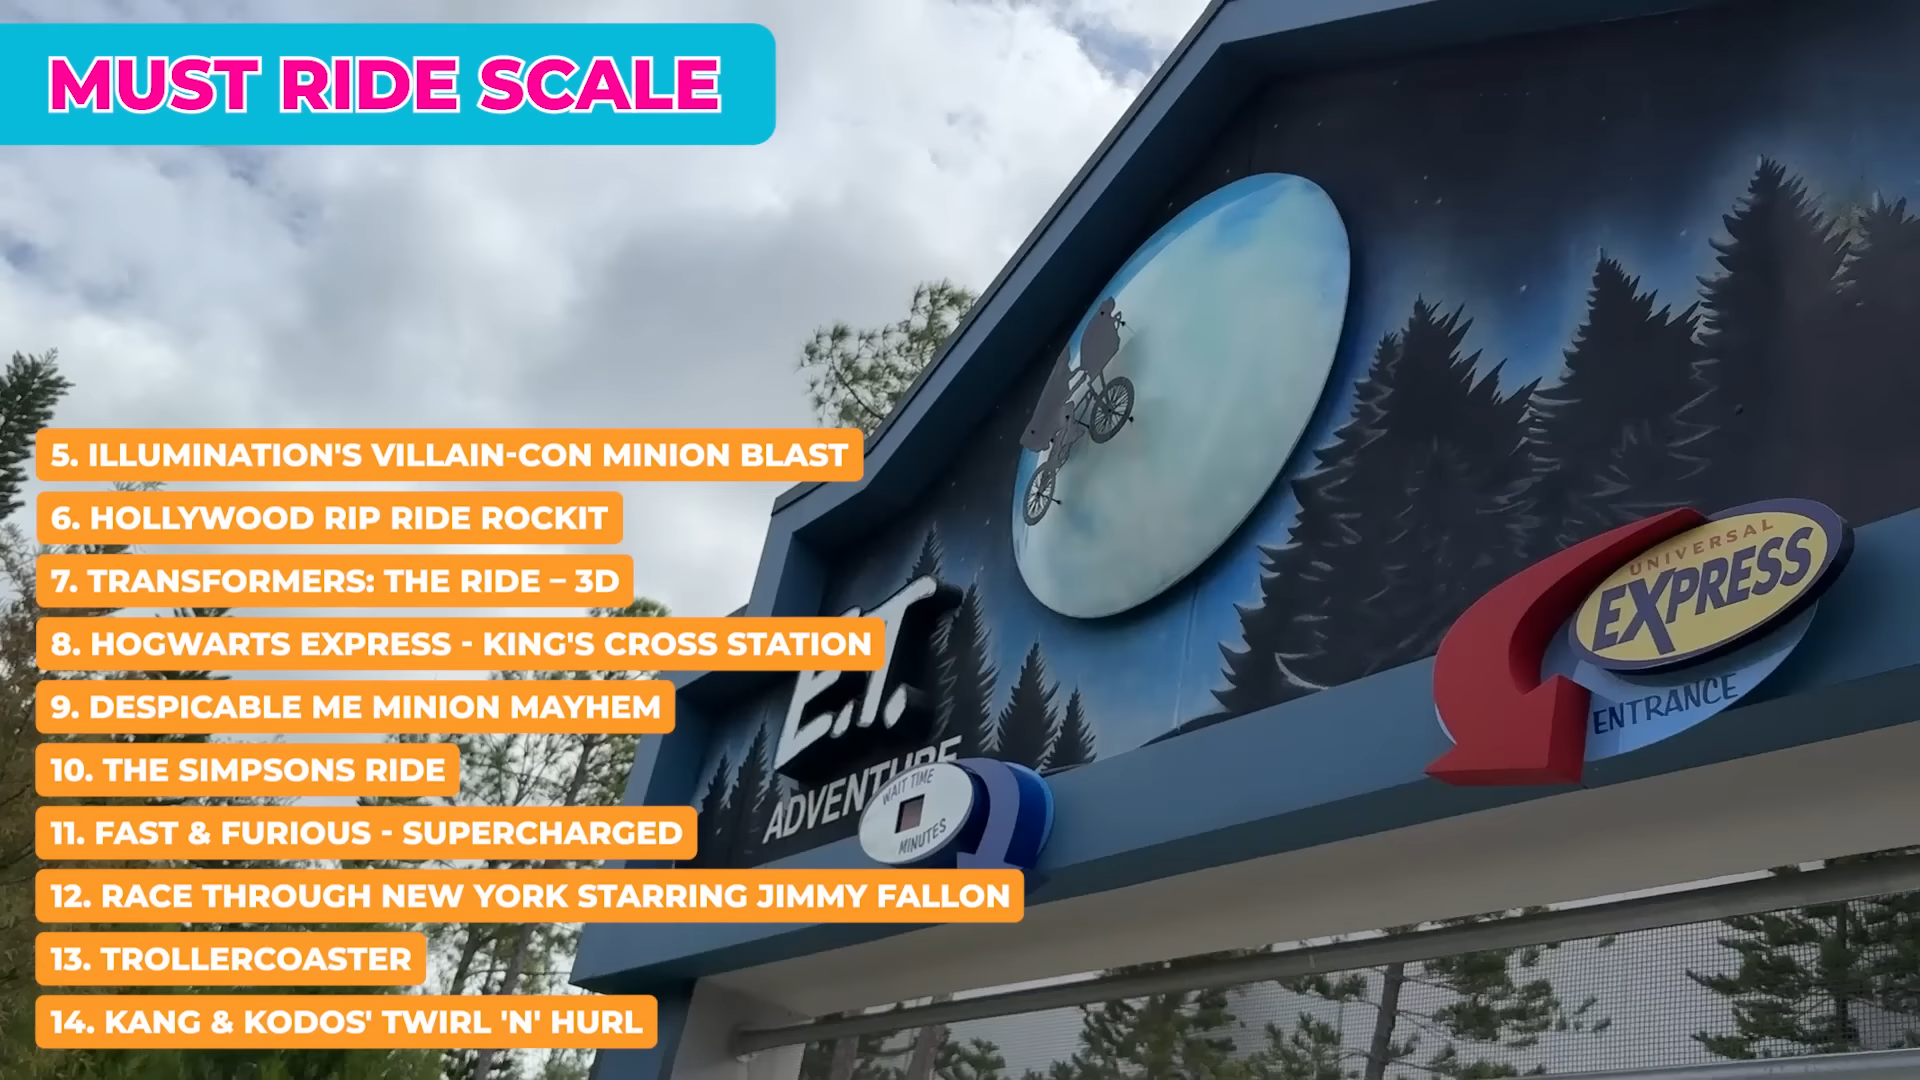 MUST RIDE SCALE
5. ILLUMINATION'S VILLAIN-CON MINION BLAST
6. HOLLYWOOD RIP RIDE ROCKIT
7. TRANSFORMERS: THE RIDE – 3D
8. HOGWARTS EXPRESS - KING'S CROSS STATION
9. DESPICABLE ME MINION MAYHEM
10. THE SIMPSONS RIDE
11. FAST & FURIOUS - SUPERCHARGED
12. RACE THROUGH NEW YORK STARRING JIMMY FALLON
13. TROLLERCOASTER
14. KANG & KODOS' TWIRL 'N' HURL
E.T.
ADVENTURE
WAIT TIME
MINUTES
UNIVERSAL
EXPRESS
ENTRANCE